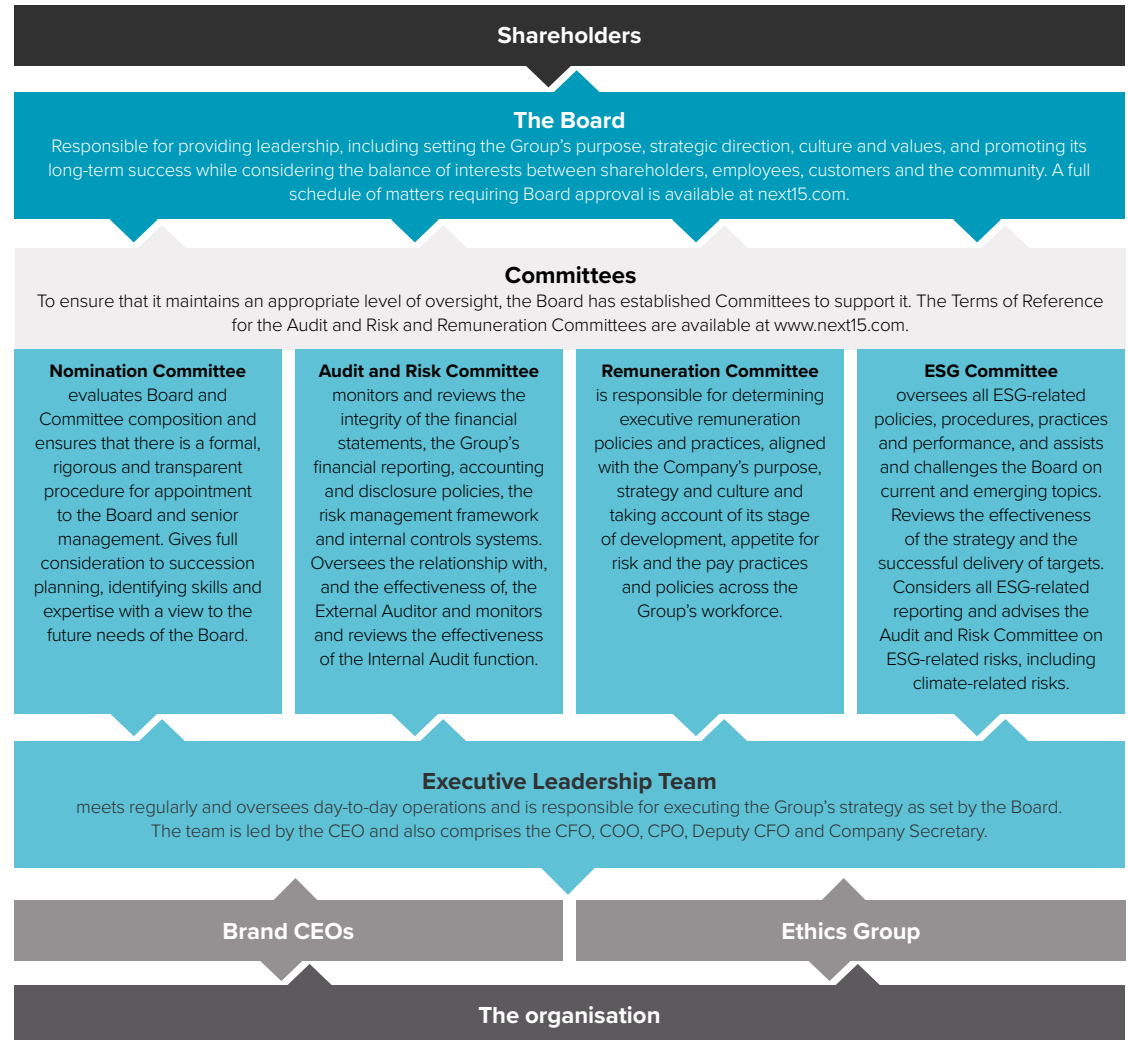 Shareholders
The Board
Responsible for providing leadership, including setting the Group’s purpose, strategic direction, culture and values, and promoting its
long-term success while considering the balance of interests between shareholders, employees, customers and the community. A full
schedule of matters requiring Board approval is available at next15.com.
Committees
To ensure that it maintains an appropriate level of oversight, the Board has established Committees to support it. The Terms of Reference
for the Audit and Risk and Remuneration Committees are available at www.next15.com.
Nomination Committee
evaluates Board and
Committee composition and
ensures that there is a formal,
rigorous and transparent
procedure for appointment
to the Board and senior
management. Gives full
consideration to succession
planning, identifying skills and
expertise with a view to the
future needs of the Board.
Audit and Risk Committee
monitors and reviews the
integrity of the financial
statements, the Group’s
financial reporting, accounting
and disclosure policies, the
risk management framework
and internal controls systems.
Oversees the relationship with,
and the effectiveness of, the
External Auditor and monitors
and reviews the effectiveness
of the Internal Audit function.
Remuneration Committee
is responsible for determining
executive remuneration
policies and practices, aligned
with the Company’s purpose,
strategy and culture and
taking account of its stage
of development, appetite for
risk and the pay practices
and policies across the
Group’s workforce.
ESG Committee
oversees all ESG-related
policies, procedures, practices
and performance, and assists
and challenges the Board on
current and emerging topics.
Reviews the effectiveness
of the strategy and the
successful delivery of targets.
Considers all ESG-related
reporting and advises the
Audit and Risk Committee on
ESG-related risks, including
climate-related risks.
Executive Leadership Team
meets regularly and oversees day-to-day operations and is responsible for executing the Group’s strategy as set by the Board.
The team is led by the CEO and also comprises the CFO, COO, CPO, Deputy CFO and Company Secretary.
Brand CEOs
Ethics Group
The organisation